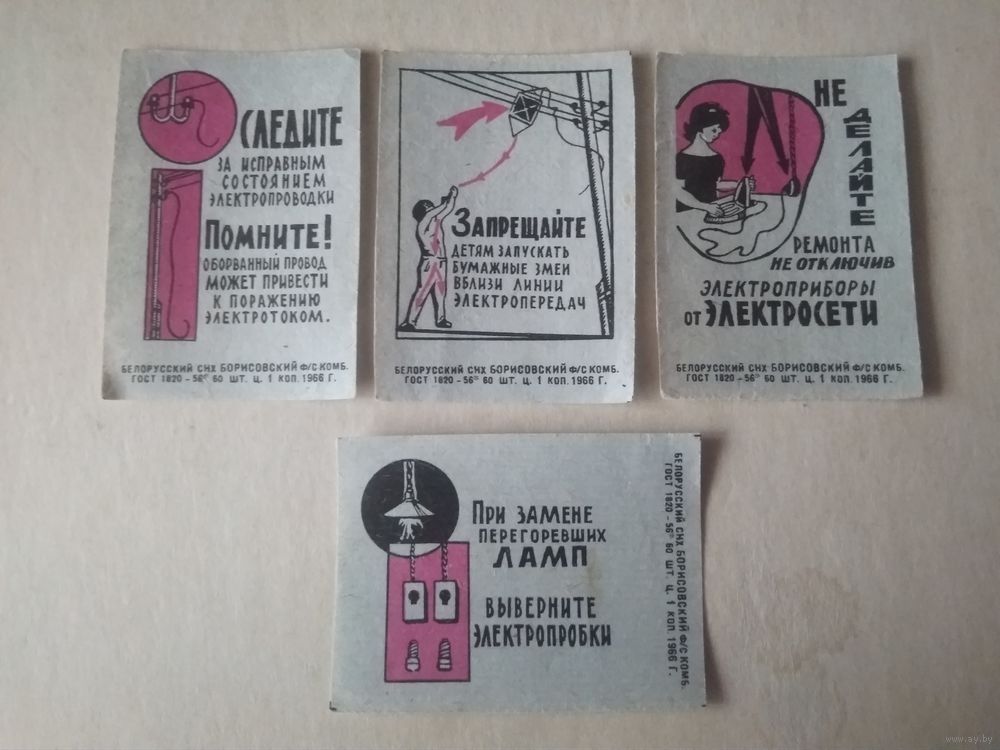 СЛЕДИТЕ
ЗА ИСПРАВНЫМ
СОСТОЯНИЕМ
ЭЛЕКТРОПРОВОДКИ
ПОМНИТЕ!
ОБОРВАННЫЙ ПРОВОД
МОЖЕТ ПРИВЕСТИ
К ПОРАЖЕНИЮ
ЭЛЕКТРОТОКОМ.
БЕЛОРУССКИЙ СНХ БОРИСОВСКИЙ Ф/С КОМБ.
ГОСТ 1820-56° 60 ШТ. Ц. 1 КОП. 1966 Г.
ЗАПРЕЩАЙТЕ
ДЕТЯМ ЗАПУСКАТЬ
БУМАЖНЫЕ ЗМЕИ
ВБЛИЗИ ЛИНИИ
ЭЛЕКТРОПЕРЕДАЧ
БЕЛОРУССКИЙ СНХ БОРИСОВСКИЙ Ф/С КОМБ.
ГОСТ 1820-56° 60 ШТ. Ц. 1 КОП. 1966 Г.
НЕ
ДЕЛАЙТЕ
РЕМОНТА
НЕ ОТКЛЮЧИВ
ЭЛЕКТРОПРИБОРЫ
ОТ ЭЛЕКТРОСЕТИ
БЕЛОРУССКИЙ СНХ БОРИСОВСКИЙ Ф/С КОМБ.
ГОСТ 1820-56° 60 ШТ. Ц. 1 КОП. 1966 Г.
ПРИ ЗАМЕНЕ
ПЕРЕГОРЕВШИХ
ЛАМП
ВЫВЕРНИТЕ
ЭЛЕКТРОПРОБКИ
БЕЛОРУССКИЙ СНХ БОРИСОВСКИЙ Ф/С КОМБ.
ГОСТ 1820-56° 60 ШТ. Ц. 1 КОП. 1966 Г.
www.ay.by